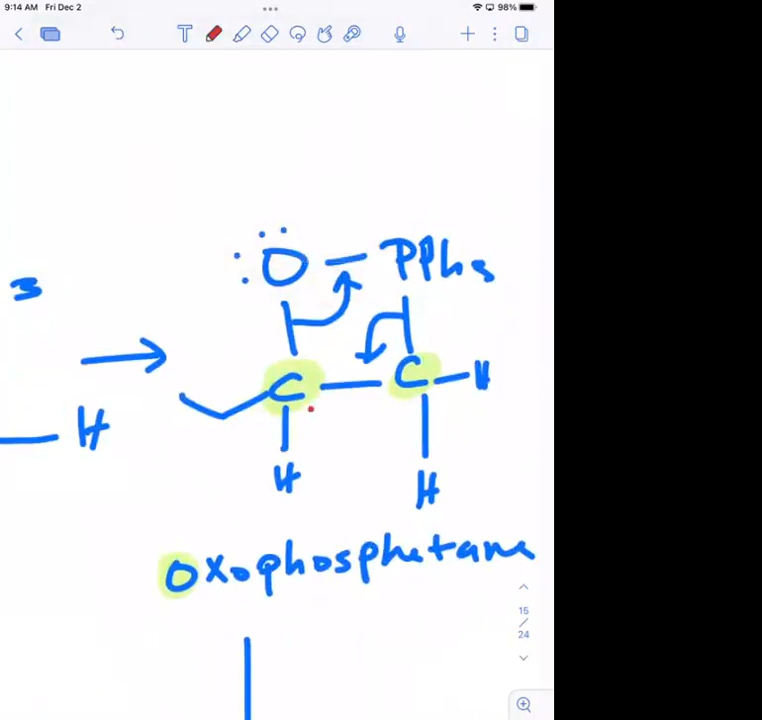 9:14 AM Fri Dec 2
98%
T
:Ö — PPh₃
3
C — C — H
H
H
H
Oxophosphetane
15
/
24